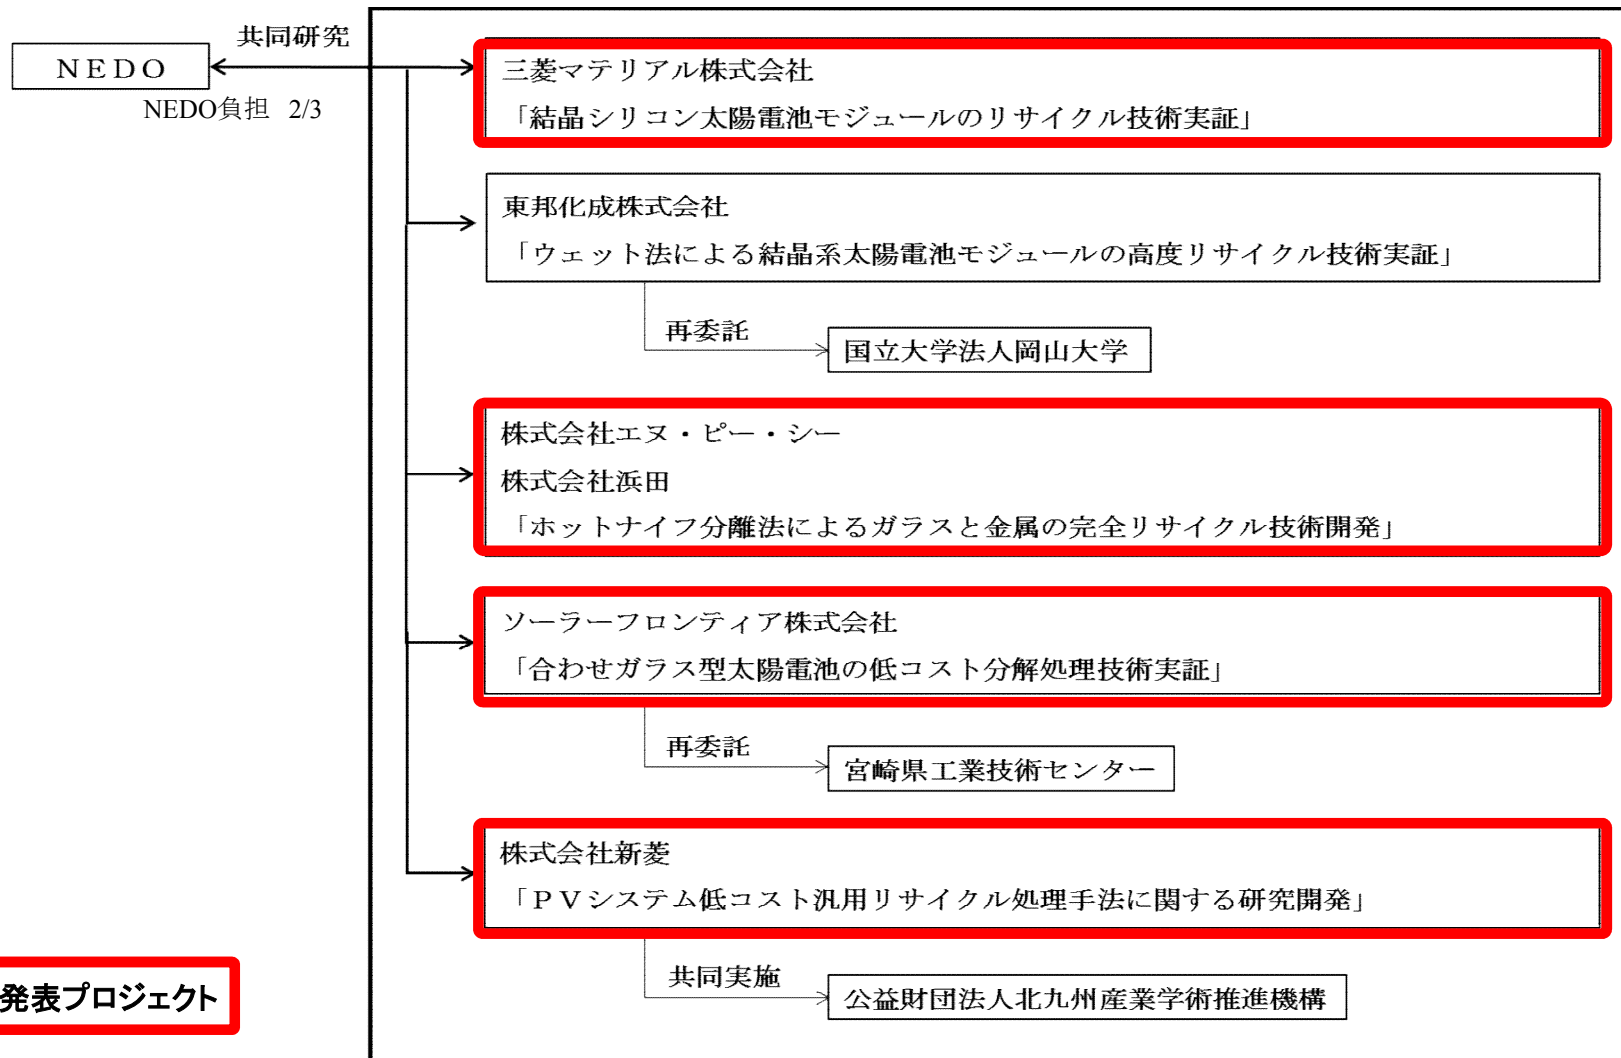 共同研究
ＮＥＤＯ
NEDO負担 2/3
三菱マテリアル株式会社
「結晶シリコン太陽電池モジュールのリサイクル技術実証」
東邦化成株式会社
「ウェット法による結晶系太陽電池モジュールの高度リサイクル技術実証」
再委託
国立大学法人岡山大学
株式会社エヌ・ピー・シー
株式会社浜田
「ホットナイフ分離法によるガラスと金属の完全リサイクル技術開発」
ソーラーフロンティア株式会社
「合わせガラス型太陽電池の低コスト分解処理技術実証」
再委託
宮崎県工業技術センター
株式会社新菱
「ＰＶシステム低コスト汎用リサイクル処理手法に関する研究開発」
共同実施
公益財団法人北九州産業学術推進機構
発表プロジェクト